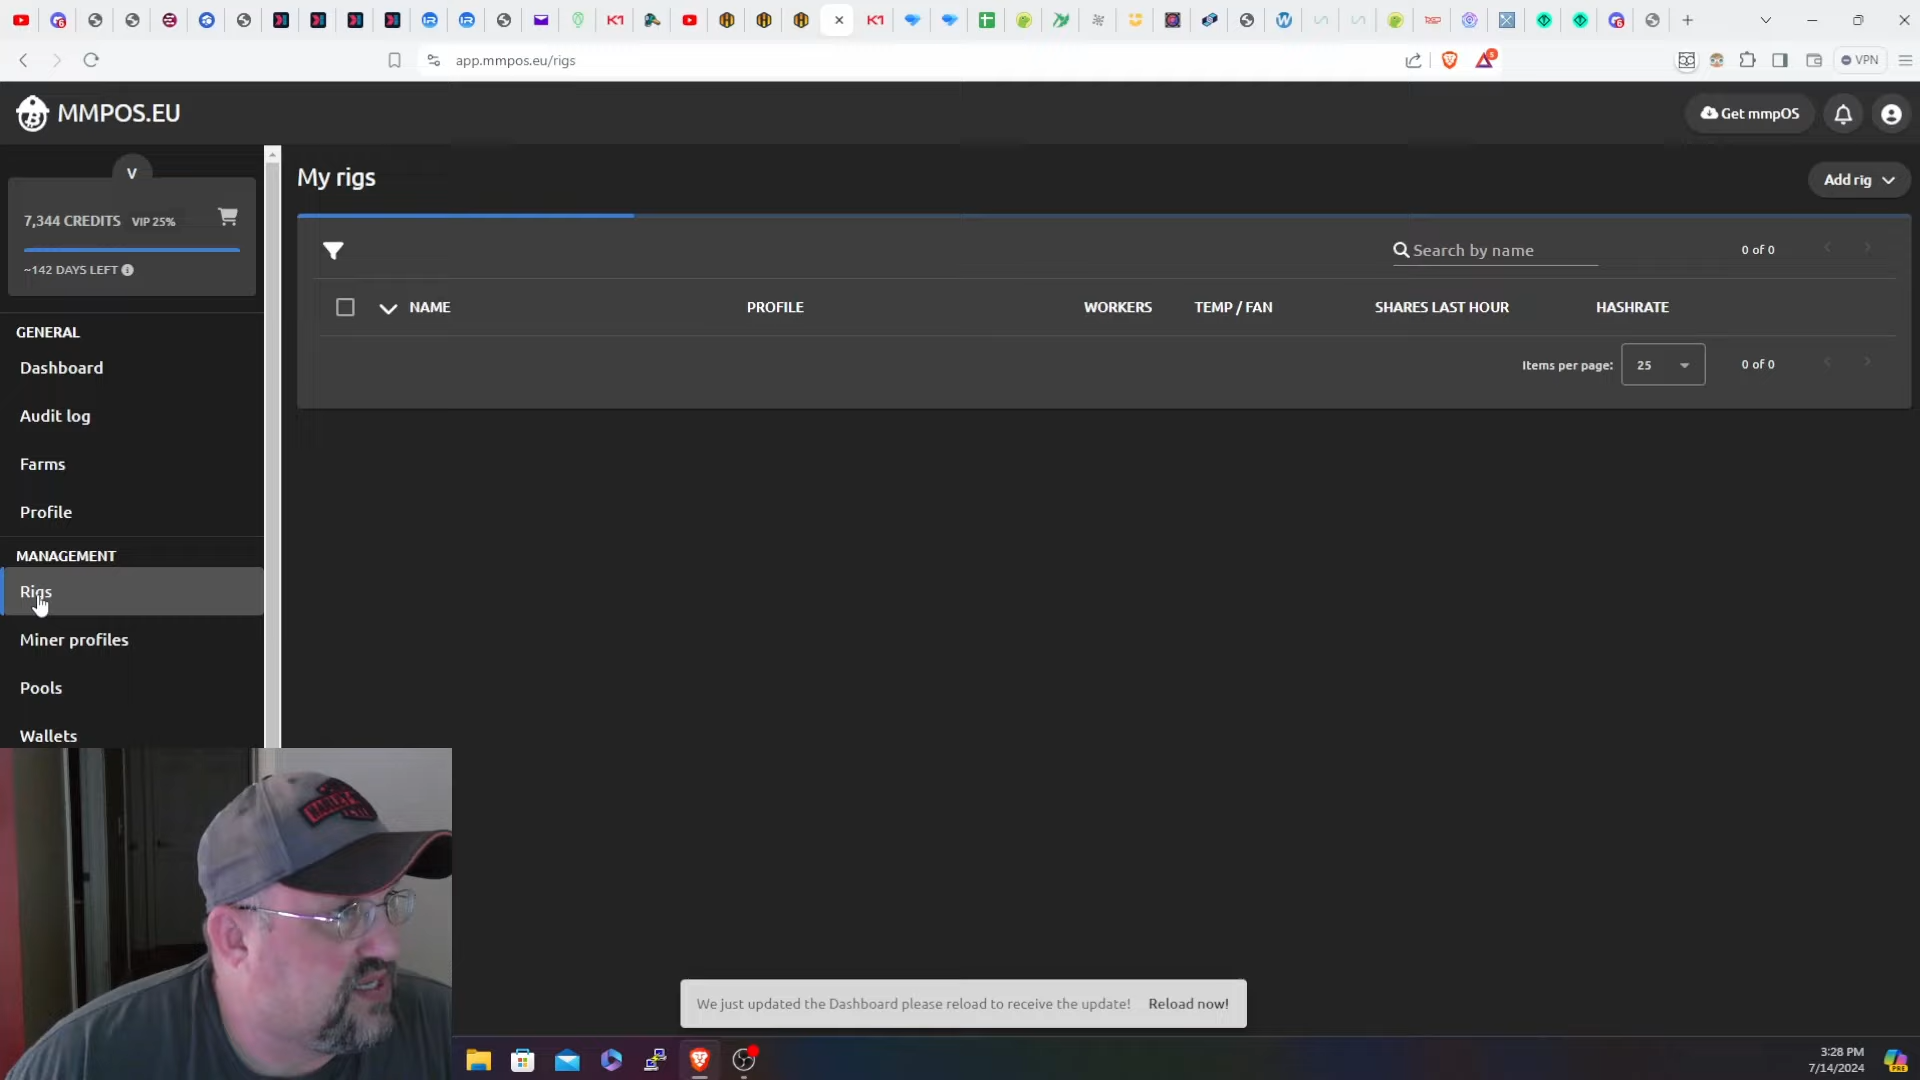 app.mmpos.eu/rigs
VPN
MMPOS.EU
Get mmpOS
V
7,344 CREDITS VIP 25%
~142 DAYS LEFT
GENERAL
Dashboard
Audit log
Farms
Profile
MANAGEMENT
Rigs
Miner profiles
Pools
Wallets
My rigs
Add rig
Search by name
0 of 0
NAME PROFILE WORKERS TEMP / FAN SHARES LAST HOUR HASHRATE
Items per page: 25 0 of 0
We just updated the Dashboard please reload to receive the update! Reload now!
3:28 PM
7/14/2024